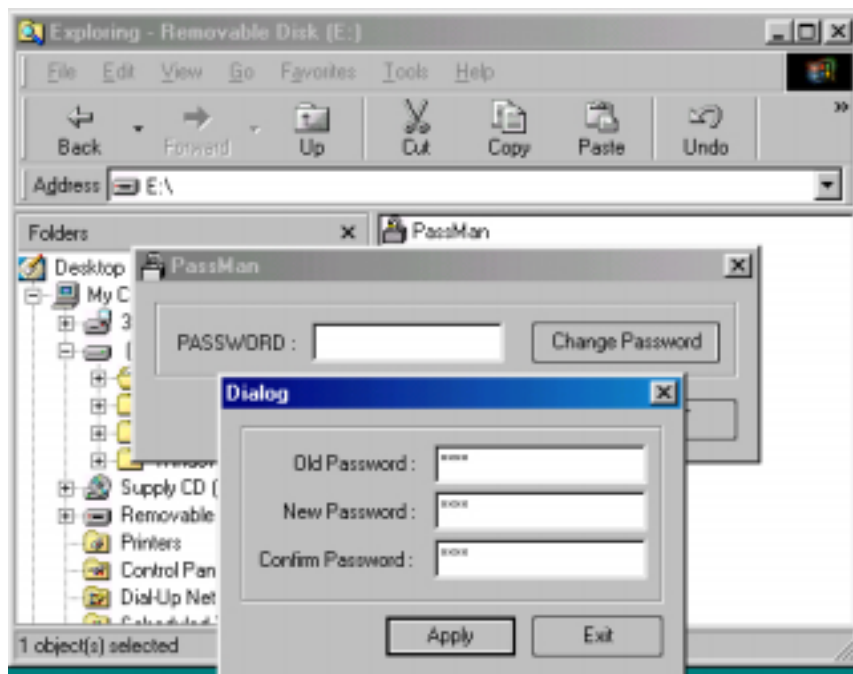 Exploring - Removable Disk (E:)
File Edit View Go Favorites Tools Help
Back Forward Up Cut Copy Paste Undo »
Address E:\
Folders
PassMan
Desktop
PassMan
My C
3
PASSWORD :
Change Password
Dialog
Old Password : ****
New Password : ****
Confirm Password : ****
Supply CD (
Removable
Printers
Control Pan
Dial-Up Net
Apply Exit
1 object(s) selected